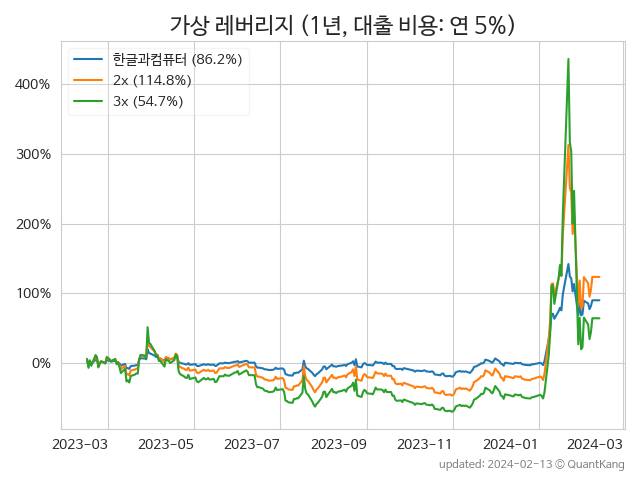 가상 레버리지 (1년, 대출 비용: 연 5%)
한글과컴퓨터 (86.2%)
2x (114.8%)
3x (54.7%)
400%
300%
200%
100%
0%
2023-03 2023-05 2023-07 2023-09 2023-11 2024-01 2024-03
updated: 2024-02-13 ⓒ QuantKang